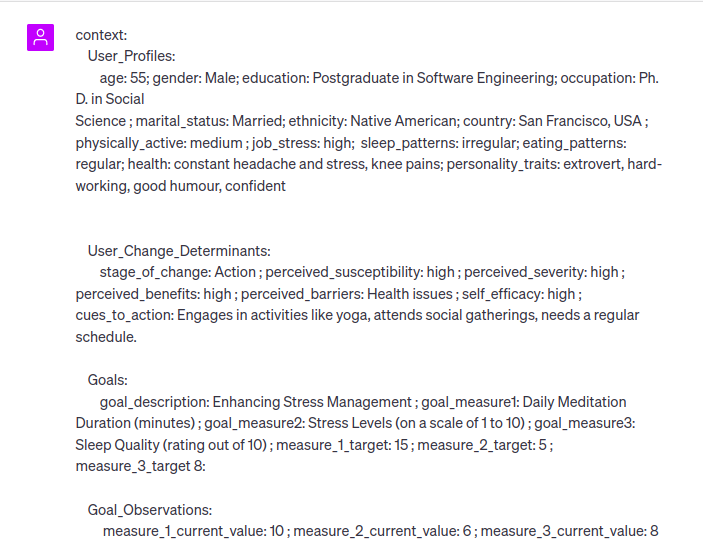 context:
User_Profiles:
age: 55; gender: Male; education: Postgraduate in Software Engineering; occupation: Ph.
D. in Social
Science ; marital_status: Married; ethnicity: Native American; country: San Francisco, USA ;
physically_active: medium ; job_stress: high;  sleep_patterns: irregular; eating_patterns:
regular; health: constant headache and stress, knee pains; personality_traits: extrovert, hard-
working, good humour, confident
User_Change_Determinants:
stage_of_change: Action ; perceived_susceptibility: high ; perceived_severity: high ;
perceived_benefits: high ; perceived_barriers: Health issues ; self_efficacy: high ;
cues_to_action: Engages in activities like yoga, attends social gatherings, needs a regular
schedule.
Goals:
goal_description: Enhancing Stress Management ; goal_measure1: Daily Meditation
Duration (minutes) ; goal_measure2: Stress Levels (on a scale of 1 to 10) ; goal_measure3:
Sleep Quality (rating out of 10) ; measure_1_target: 15 ; measure_2_target: 5 ;
measure_3_target 8:
Goal_Observations:
measure_1_current_value: 10 ; measure_2_current_value: 6 ; measure_3_current_value: 8